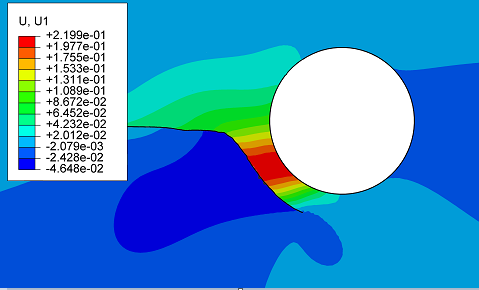 U, U1
+2.199e-01
+1.977e-01
+1.755e-01
+1.533e-01
+1.311e-01
+1.089e-01
+8.672e-02
+6.452e-02
+4.232e-02
+2.012e-02
-2.079e-03
-2.428e-02
-4.648e-02